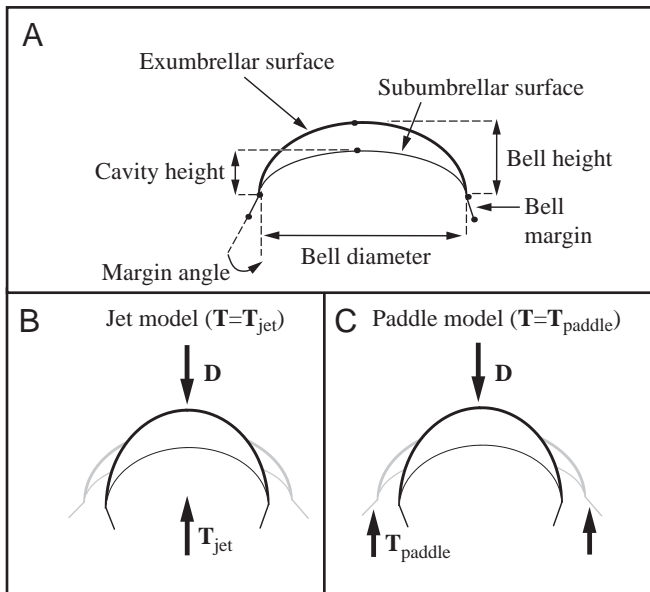 A
Exumbrellar surface
Subumbrellar surface
Cavity height
Bell height
Bell
margin
Bell diameter
Margin angle
B
Jet model (T=Tjet)
D
Tjet
C
Paddle model (T=Tpaddle)
D
Tpaddle